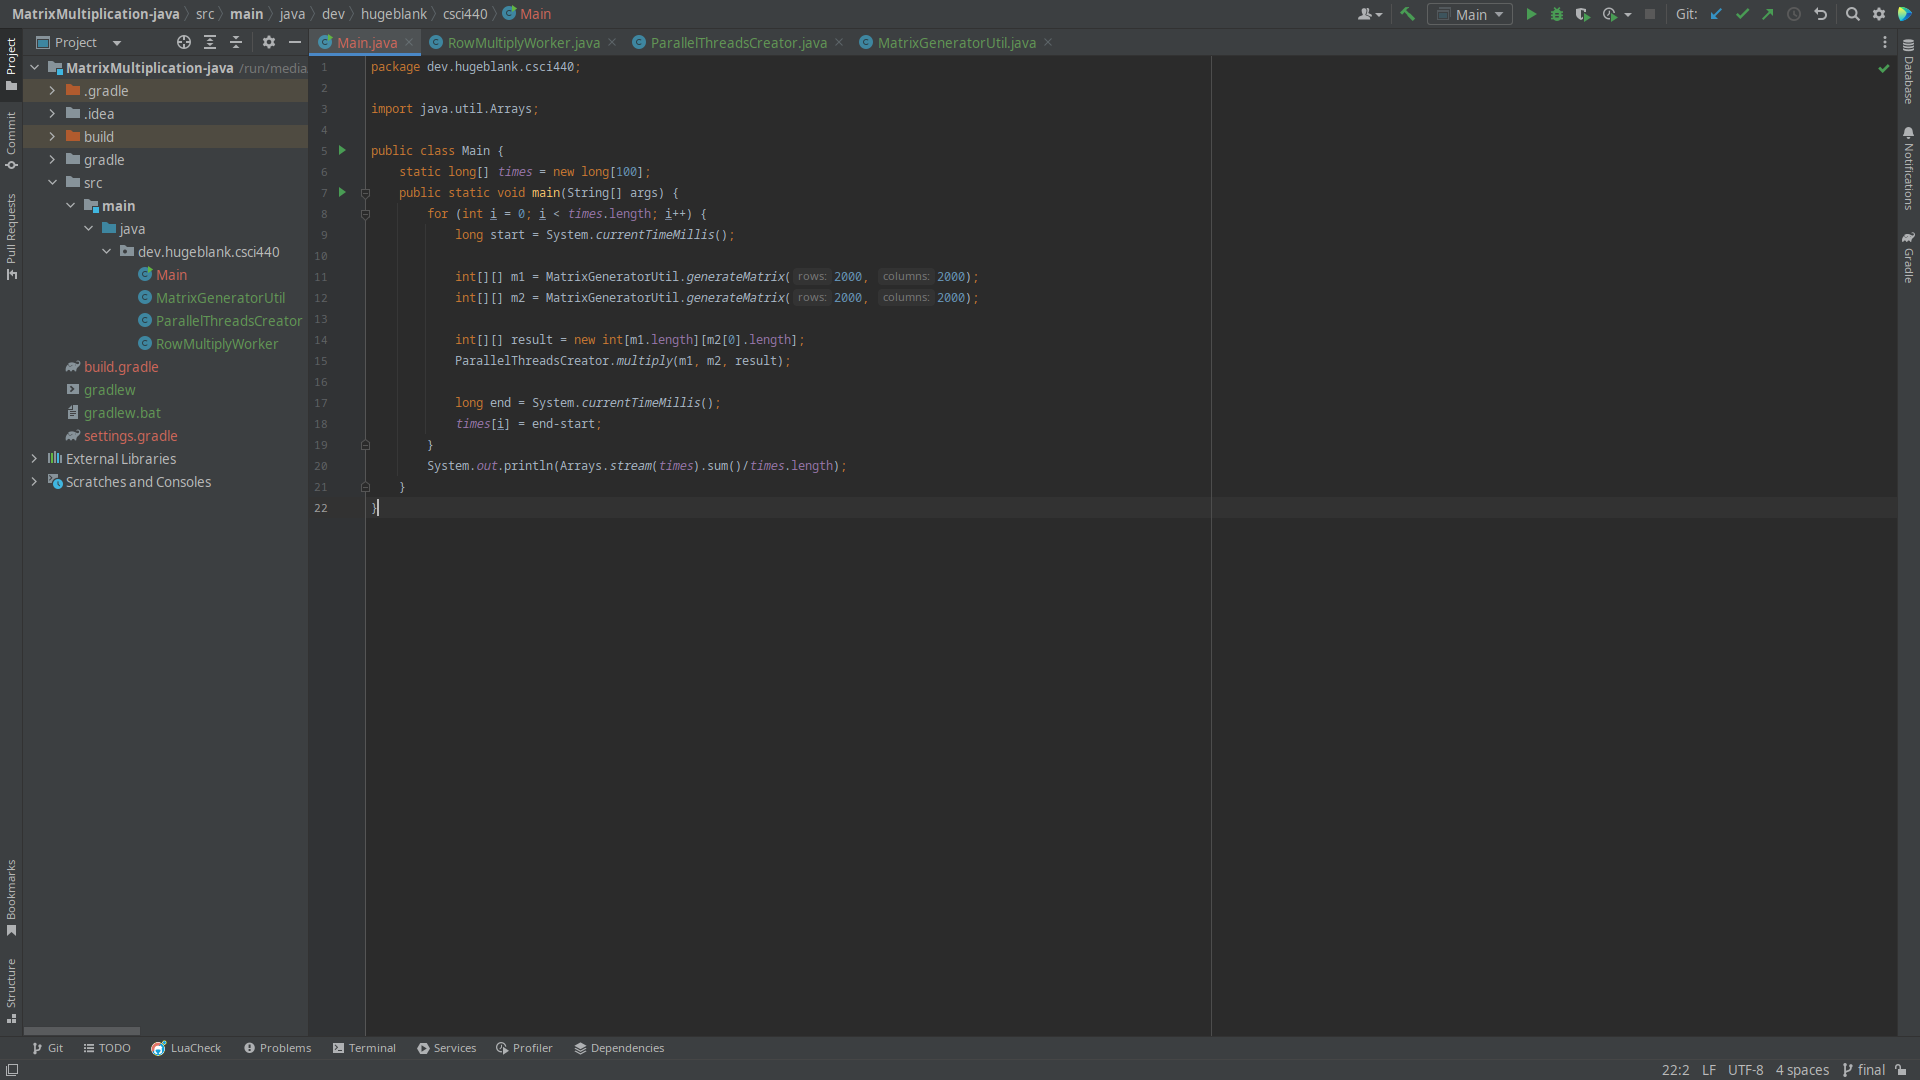 MatrixMultiplication-java src main java dev hugeblank csci440 Main
Main
Git:
Project
Main.java
RowMultiplyWorker.java
ParallelThreadsCreator.java
MatrixGeneratorUtil.java
Project
Commit
Pull Requests
Bookmarks
Structure
MatrixMultiplication-java /run/media
.gradle
.idea
build
gradle
src
main
java
dev.hugeblank.csci440
Main
MatrixGeneratorUtil
ParallelThreadsCreator
RowMultiplyWorker
build.gradle
gradlew
gradlew.bat
settings.gradle
External Libraries
Scratches and Consoles
1 package dev.hugeblank.csci440;
2
3 import java.util.Arrays;
4
5 public class Main {
6 static long[] times = new long[100];
7 public static void main(String[] args) {
8 for (int i = 0; i < times.length; i++) {
9 long start = System.currentTimeMillis();
10
11 int[][] m1 = MatrixGeneratorUtil.generateMatrix( rows: 2000, columns: 2000);
12 int[][] m2 = MatrixGeneratorUtil.generateMatrix( rows: 2000, columns: 2000);
13
14 int[][] result = new int[m1.length][m2[0].length];
15 ParallelThreadsCreator.multiply(m1, m2, result);
16
17 long end = System.currentTimeMillis();
18 times[i] = end-start;
19 }
20 System.out.println(Arrays.stream(times).sum()/times.length);
21 }
22 }
Database
Notifications
Gradle
Git TODO LuaCheck Problems Terminal Services Profiler Dependencies
22:2 LF UTF-8 4 spaces final